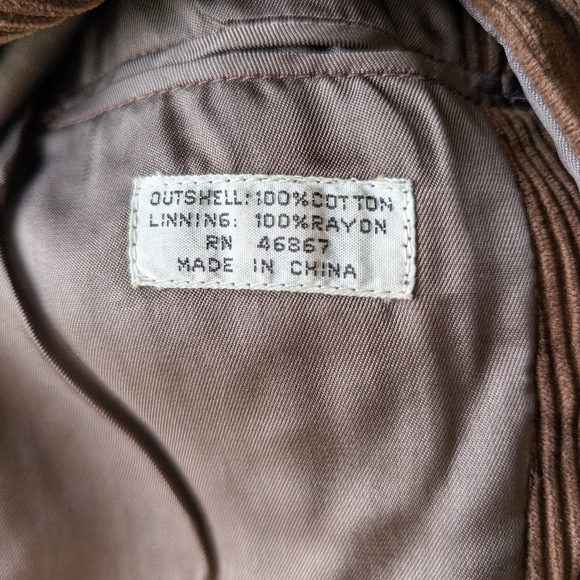 OUTSHELL: 100% COTTON
LINNING: 100% RAYON
RN 46867
MADE IN CHINA